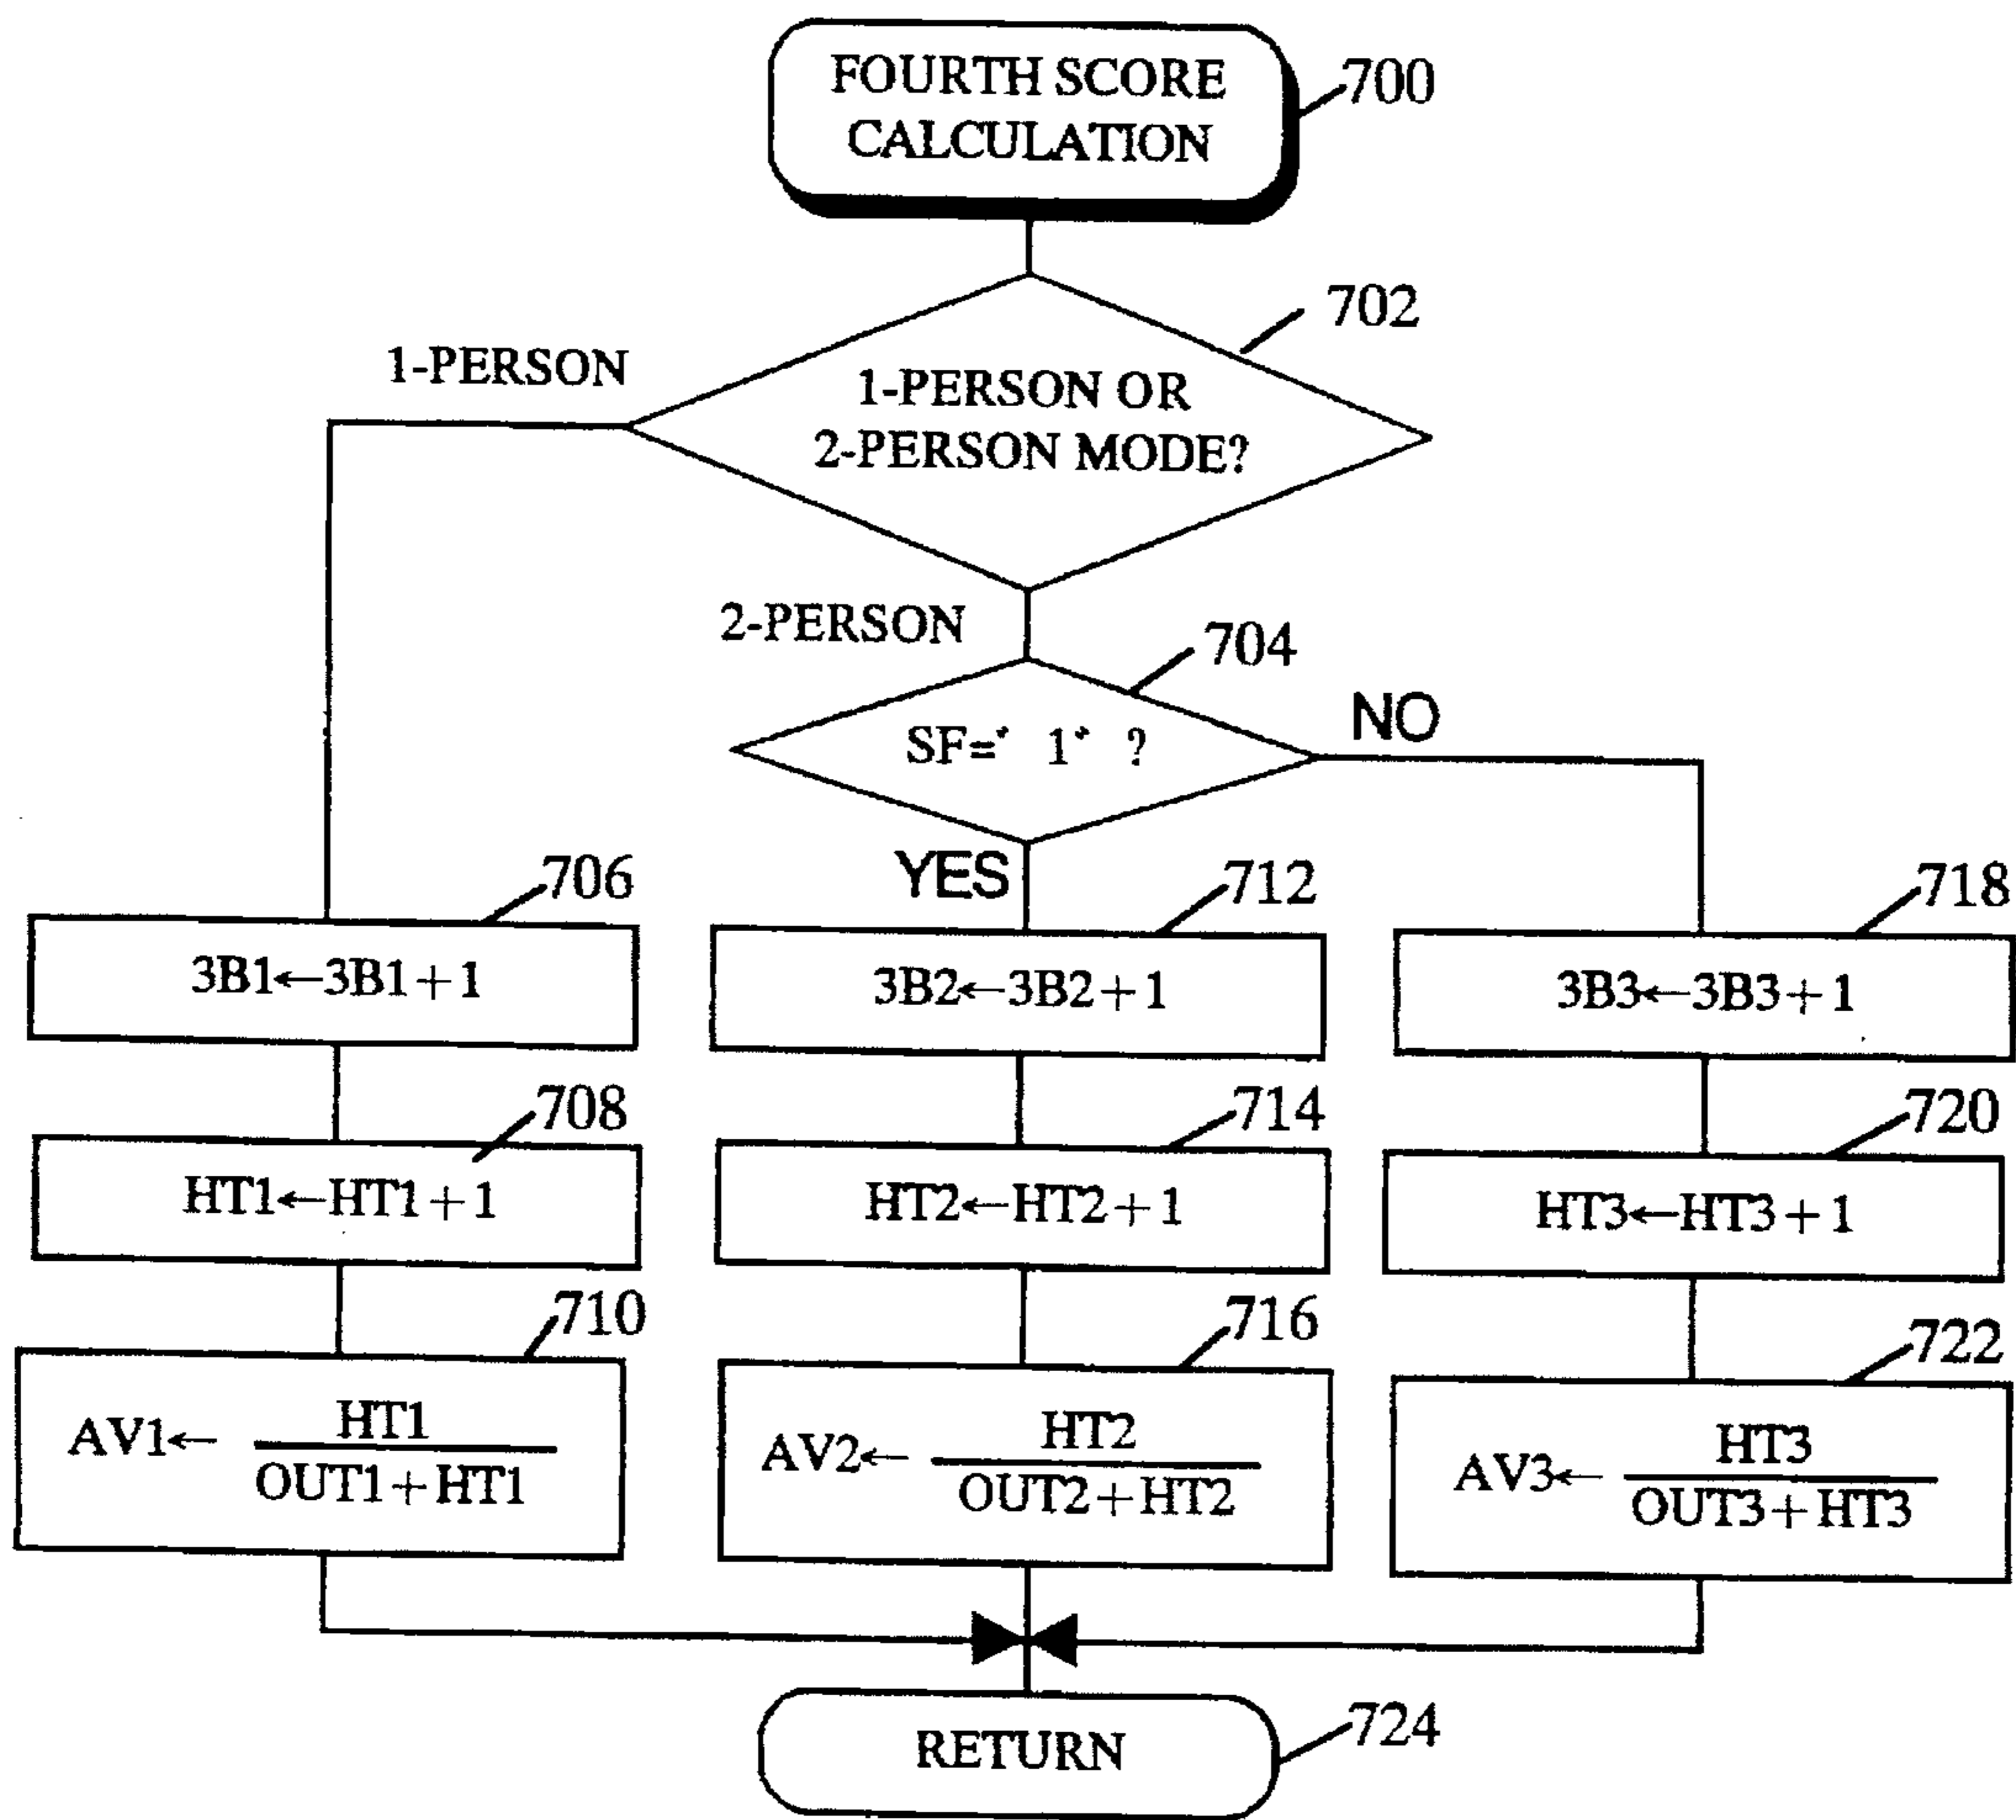 FOURTH SCORE
CALCULATION
700
702
1-PERSON
1-PERSON OR
2-PERSON MODE?
2-PERSON
704
SF=' 1' ?
NO
YES
706
3B1←3B1+1
712
3B2←3B2+1
718
3B3←3B3+1
708
HT1←HT1+1
714
HT2←HT2+1
720
HT3←HT3+1
710
AV1← HT1
OUT1+HT1
716
AV2← HT2
OUT2+HT2
722
AV3← HT3
OUT3+HT3
RETURN
724